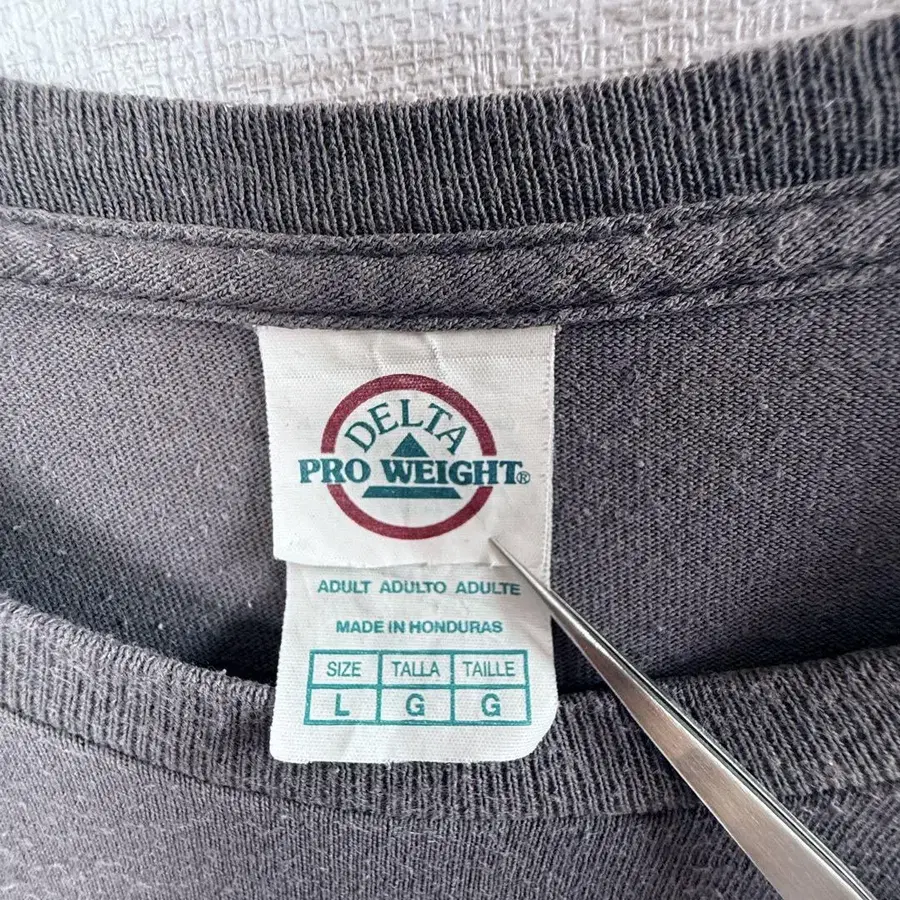 DELTA
PRO WEIGHT®
ADULT ADULTO ADULTE
MADE IN HONDURAS
SIZE TALLA TAILLE
L G G